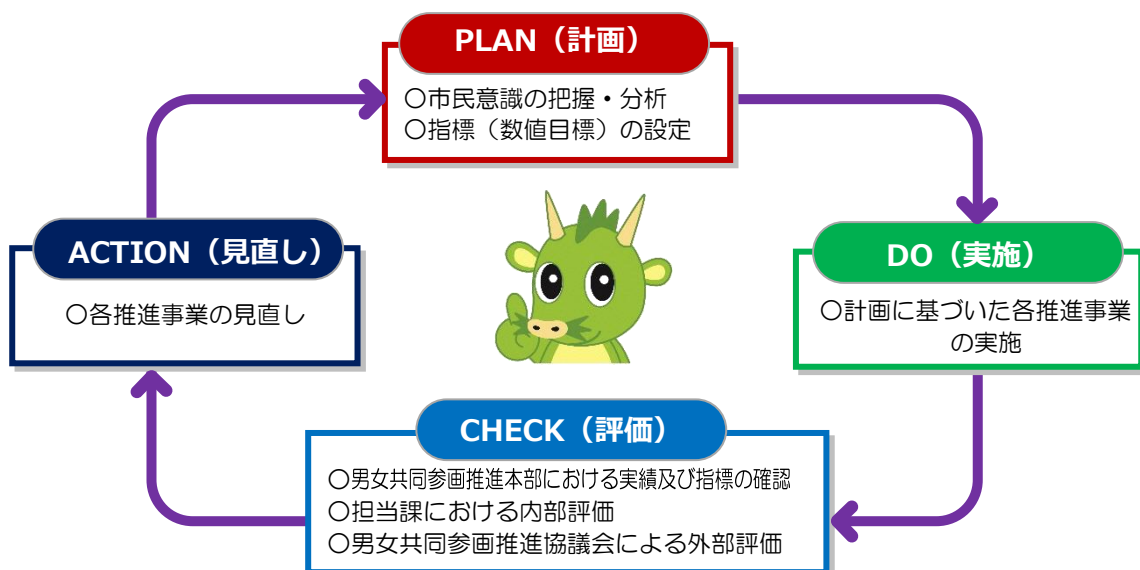 PLAN（計画）
〇市民意識の把握・分析
〇指標（数値目標）の設定
DO（実施）
〇計画に基づいた各推進事業
の実施
CHECK（評価）
〇男女共同参画推進本部における実績及び指標の確認
〇担当課における内部評価
〇男女共同参画推進協議会による外部評価
ACTION（見直し）
〇各推進事業の見直し